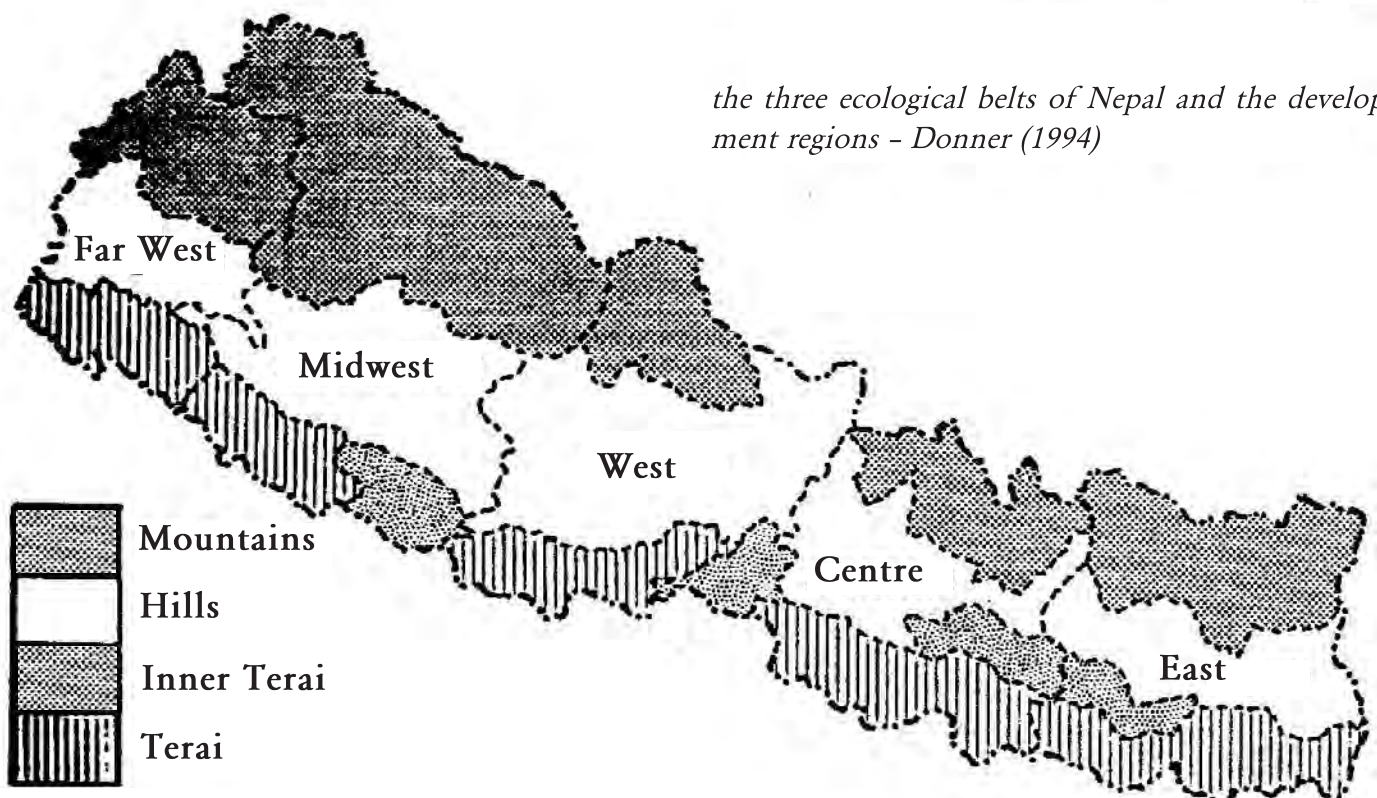 the three ecological belts of Nepal and the develop-
ment regions – Donner (1994)
Far West
Midwest
West
Centre
East
Mountains
Hills
Inner Terai
Terai